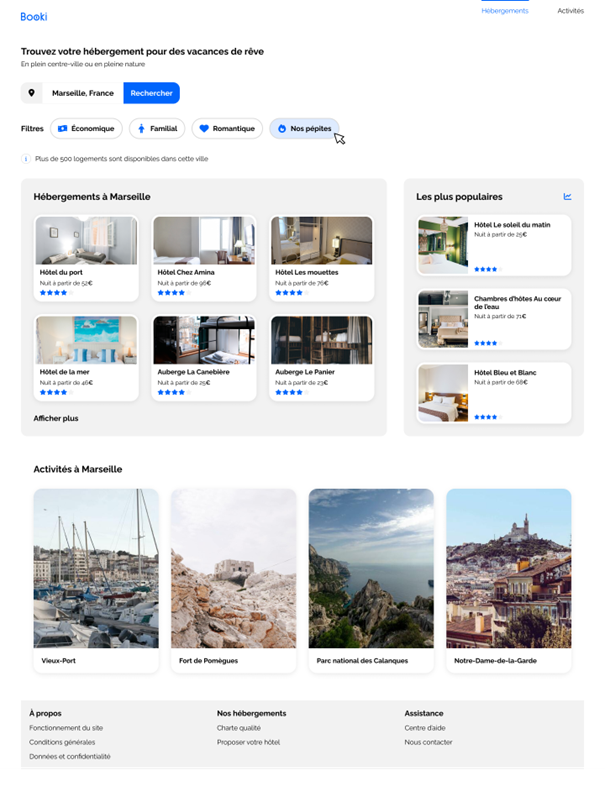 Booki
Hébergements
Activités
Trouvez votre hébergement pour des vacances de rêve
En plein centre-ville ou en pleine nature
Marseille, France
Rechercher
Filtres
Économique
Familial
Romantique
Nos pépites
Plus de 500 logements sont disponibles dans cette ville
Hébergements à Marseille
Hôtel du port
Nuit à partir de 52€
Hôtel Chez Amina
Nuit à partir de 96€
Hôtel Les mouettes
Nuit à partir de 76€
Hôtel de la mer
Nuit à partir de 46€
Auberge La Canebière
Nuit à partir de 25€
Auberge Le Panier
Nuit à partir de 23€
Afficher plus
Les plus populaires
Hôtel Le soleil du matin
Nuit à partir de 25€
Chambres d'hôtes Au cœur
de l'eau
Nuit à partir de 71€
Hôtel Bleu et Blanc
Nuit à partir de 68€
Activités à Marseille
Vieux-Port
Fort de Pomègues
Parc national des Calanques
Notre-Dame-de-la-Garde
À propos
Fonctionnement du site
Conditions générales
Données et confidentialité
Nos hébergements
Charte qualité
Proposer votre hôtel
Assistance
Centre d'aide
Nous contacter